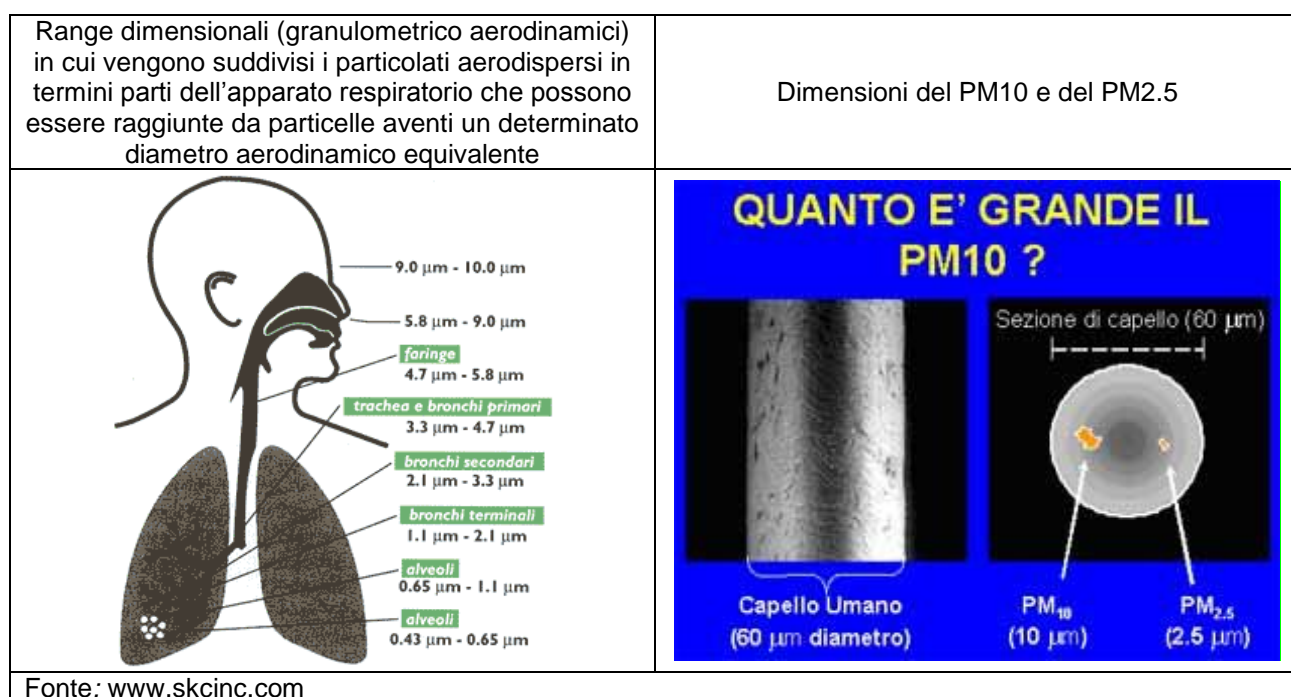 Range dimensionali (granulometrico aerodinamici)
in cui vengono suddivisi i particolati aerodispersi in
termini parti dell'apparato respiratorio che possono
essere raggiunte da particelle aventi un determinato
diametro aerodinamico equivalente
Dimensioni del PM10 e del PM2.5
9.0 µm - 10.0 µm
5.8 µm - 9.0 µm
faringe
4.7 µm - 5.8 µm
trachea e bronchi primari
3.3 µm - 4.7 µm
bronchi secondari
2.1 µm - 3.3 µm
bronchi terminali
1.1 µm - 2.1 µm
alveoli
0.65 µm - 1.1 µm
alveoli
0.43 µm - 0.65 µm
QUANTO E' GRANDE IL
PM10 ?
Sezione di capello (60 µm)
Capello Umano
(60 µm diametro)
PM10
(10 µm)
PM2.5
(2.5 µm)
Fonte: www.skcinc.com